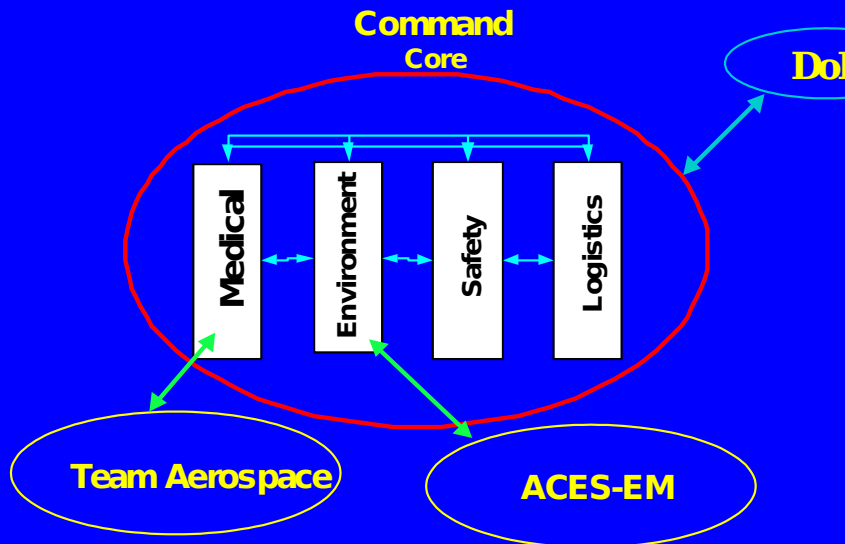 Command
Core
Medical
Environment
Safety
Logistics
Team Aerospace
ACES-EM